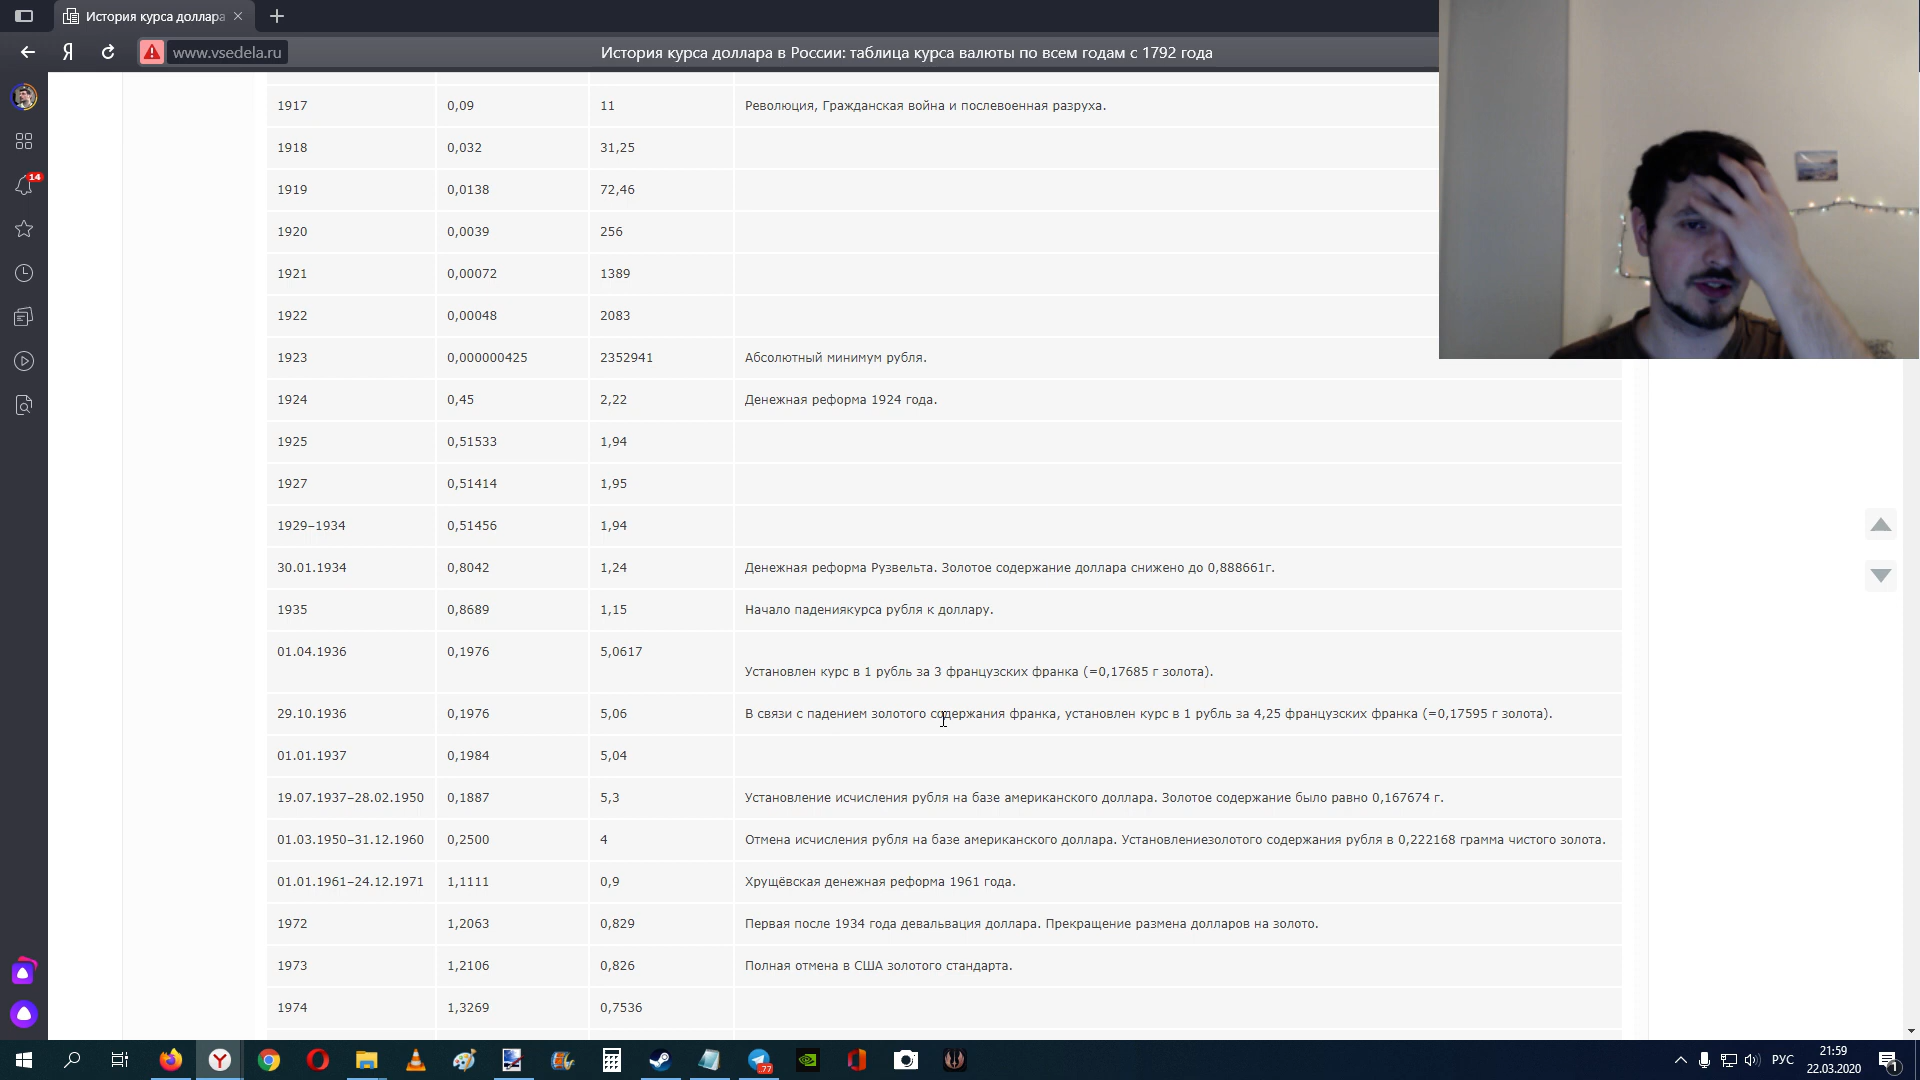 История курса доллара
www.vsedela.ru
История курса доллара в России: таблица курса валюты по всем годам с 1792 года
14
1917 0,09 11 Революция, Гражданская война и послевоенная разруха.
1918 0,032 31,25
1919 0,0138 72,46
1920 0,0039 256
1921 0,00072 1389
1922 0,00048 2083
1923 0,000000425 2352941 Абсолютный минимум рубля.
1924 0,45 2,22 Денежная реформа 1924 года.
1925 0,51533 1,94
1927 0,51414 1,95
1929–1934 0,51456 1,94
30.01.1934 0,8042 1,24 Денежная реформа Рузвельта. Золотое содержание доллара снижено до 0,888661г.
1935 0,8689 1,15 Начало падениякурса рубля к доллару.
01.04.1936 0,1976 5,0617
Установлен курс в 1 рубль за 3 французских франка (=0,17685 г золота).
29.10.1936 0,1976 5,06 В связи с падением золотого содержания франка, установлен курс в 1 рубль за 4,25 французских франка (=0,17595 г золота).
01.01.1937 0,1984 5,04
19.07.1937–28.02.1950 0,1887 5,3 Установление исчисления рубля на базе американского доллара. Золотое содержание было равно 0,167674 г.
01.03.1950–31.12.1960 0,2500 4 Отмена исчисления рубля на базе американского доллара. Установлениезолотого содержания рубля в 0,222168 грамма чистого золота.
01.01.1961–24.12.1971 1,1111 0,9 Хрущёвская денежная реформа 1961 года.
1972 1,2063 0,829 Первая после 1934 года девальвация доллара. Прекращение размена долларов на золото.
1973 1,2106 0,826 Полная отмена в США золотого стандарта.
1974 1,3269 0,7536
77
РУС
21:59
22.03.2020
1